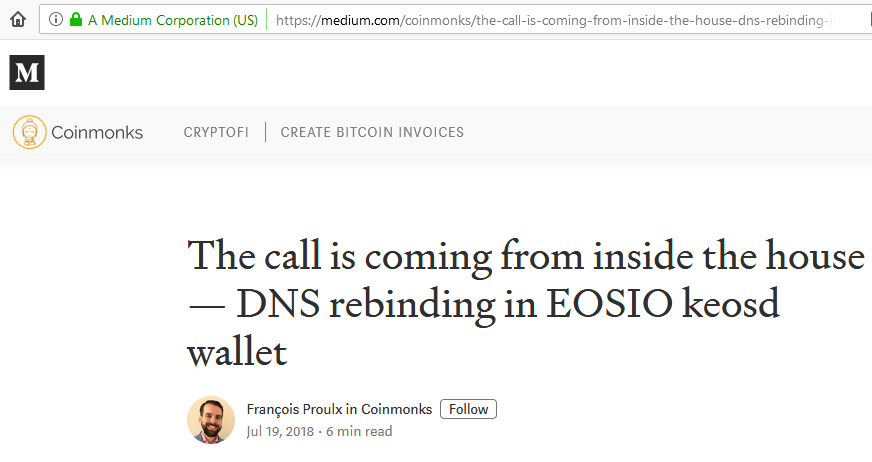 A Medium Corporation (US) https://medium.com/coinmonks/the-call-is-coming-from-inside-the-house-dns-rebinding-
M
Coinmonks CRYPTOFI CREATE BITCOIN INVOICES
The call is coming from inside the house
— DNS rebinding in EOSIO keosd
wallet
François Proulx in Coinmonks Follow
Jul 19, 2018 · 6 min read